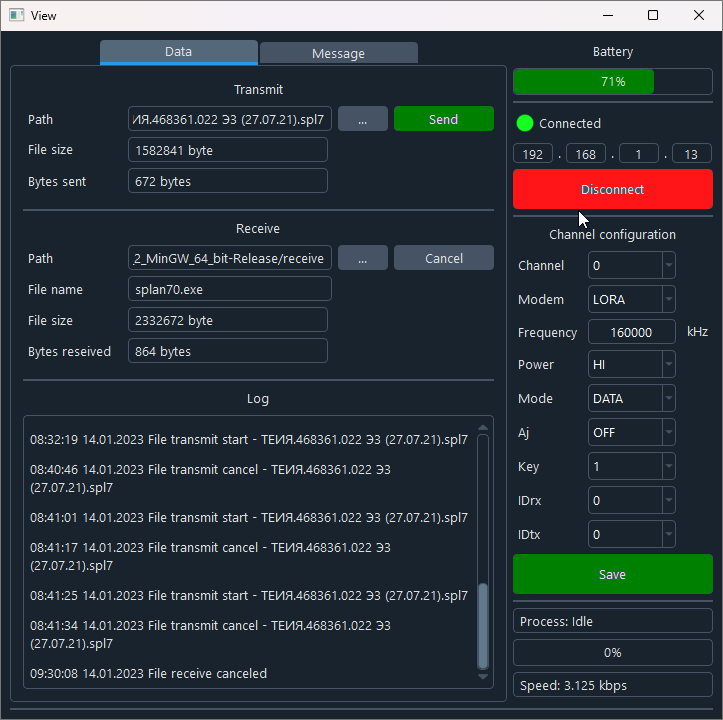 View
Data
Message
Transmit
Path
ИЯ.468361.022 ЭЗ (27.07.21).spl7
...
Send
File size
1582841 byte
Bytes sent
672 bytes
Receive
Path
_2_MinGW_64_bit-Release/receive
...
Cancel
File name
splan70.exe
File size
2332672 byte
Bytes reseived
864 bytes
Log
08:32:19 14.01.2023 File transmit start - ТЕИЯ.468361.022 ЭЗ (27.07.21).spl7
08:40:46 14.01.2023 File transmit cancel - ТЕИЯ.468361.022 ЭЗ
(27.07.21).spl7
08:41:01 14.01.2023 File transmit start - ТЕИЯ.468361.022 ЭЗ (27.07.21).spl7
08:41:17 14.01.2023 File transmit cancel - ТЕИЯ.468361.022 ЭЗ
(27.07.21).spl7
08:41:25 14.01.2023 File transmit start - ТЕИЯ.468361.022 ЭЗ (27.07.21).spl7
08:41:34 14.01.2023 File transmit cancel - ТЕИЯ.468361.022 ЭЗ
(27.07.21).spl7
09:30:08 14.01.2023 File receive canceled
Battery
71%
Connected
192 . 168 . 1 . 13
Disconnect
Channel configuration
Channel
0
Modem
LORA
Frequency
160000
kHz
Power
HI
Mode
DATA
Aj
OFF
Key
1
IDrx
0
IDtx
0
Save
Process: Idle
0%
Speed: 3.125 kbps